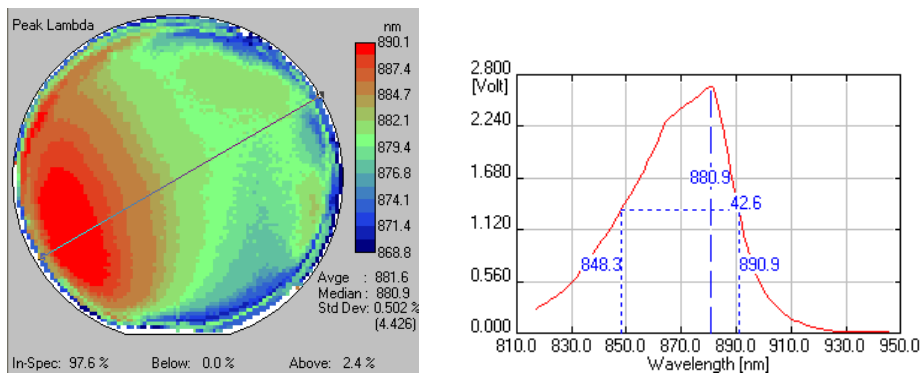 Peak Lambda
nm
890.1
887.4
884.7
882.1
879.4
876.8
874.1
871.4
868.8
Avge : 881.6
Median : 880.9
Std Dev: 0.502 %
(4.426)
In-Spec: 97.6 % Below: 0.0 % Above: 2.4 %
2.800
[Volt]
2.240
1.680
1.120
0.560
0.000
880.9
42.6
848.3
890.9
810.0 830.0 850.0 870.0 890.0 910.0 930.0 950.0
Wavelength [nm]